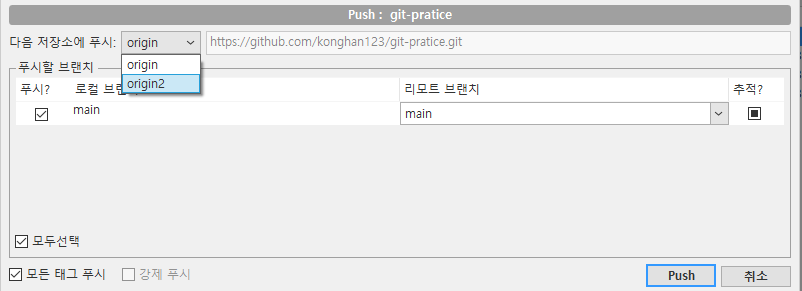 Push : git-pratice
다음 저장소에 푸시: origin https://github.com/konghan123/git-pratice.git
origin
origin2
푸시할 브랜치
푸시? 로컬 브 리모트 브랜치 추적?
main main
모두선택
모든 태그 푸시 강제 푸시 Push 취소